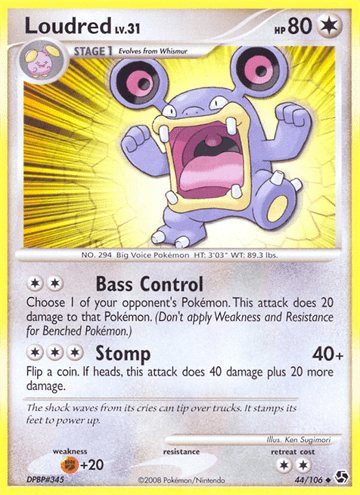 Loudred LV.31 HP 80
STAGE 1 Evolves from Whismur
NO. 294 Big Voice Pokémon HT: 3'03" WT: 89.3 lbs.
Bass Control
Choose 1 of your opponent's Pokémon. This attack does 20
damage to that Pokémon. (Don't apply Weakness and Resistance
for Benched Pokémon.)
Stomp 40+
Flip a coin. If heads, this attack does 40 damage plus 20 more
damage.
The shock waves from its cries can tip over trucks. It stamps its
feet to power up.
Illus. Ken Sugimori
weakness resistance retreat cost
+20
DPBP#345 ©2008 Pokémon/Nintendo 44/106